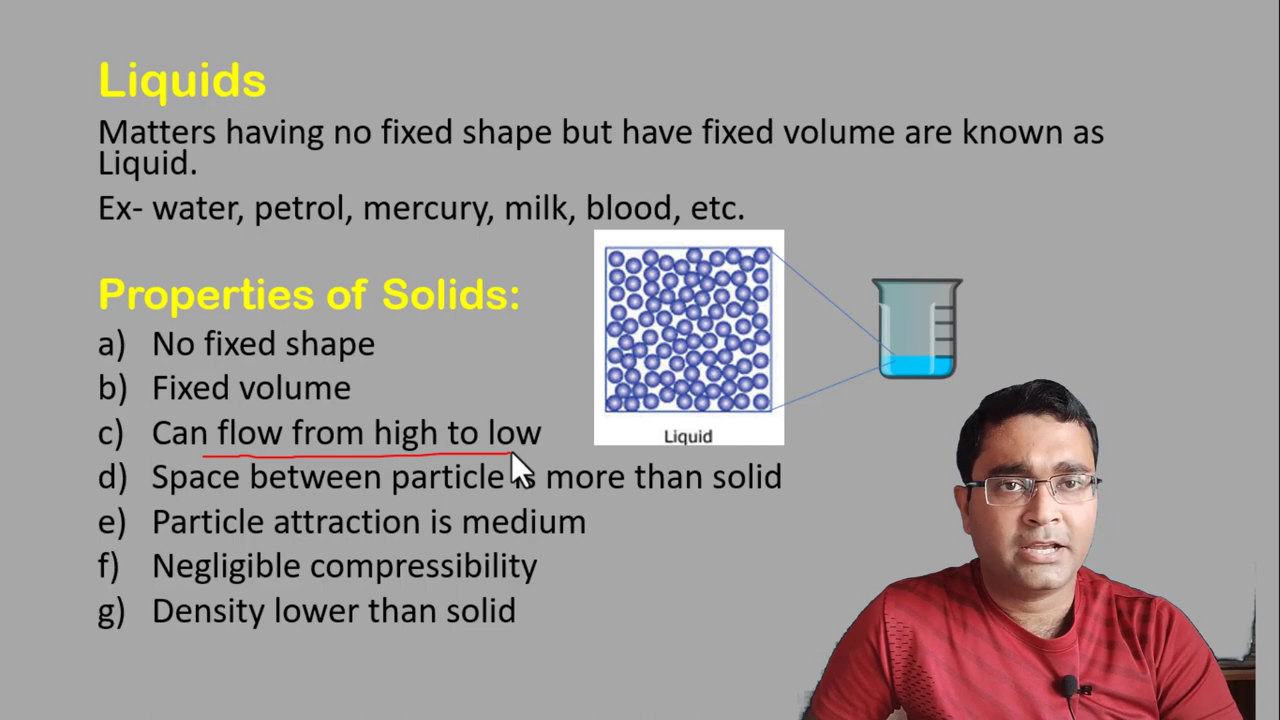 Liquids
Matters having no fixed shape but have fixed volume are known as
Liquid.
Ex- water, petrol, mercury, milk, blood, etc.
Properties of Solids:
a) No fixed shape
b) Fixed volume
c) Can flow from high to low
d) Space between particle is more than solid
e) Particle attraction is medium
f) Negligible compressibility
g) Density lower than solid
Liquid